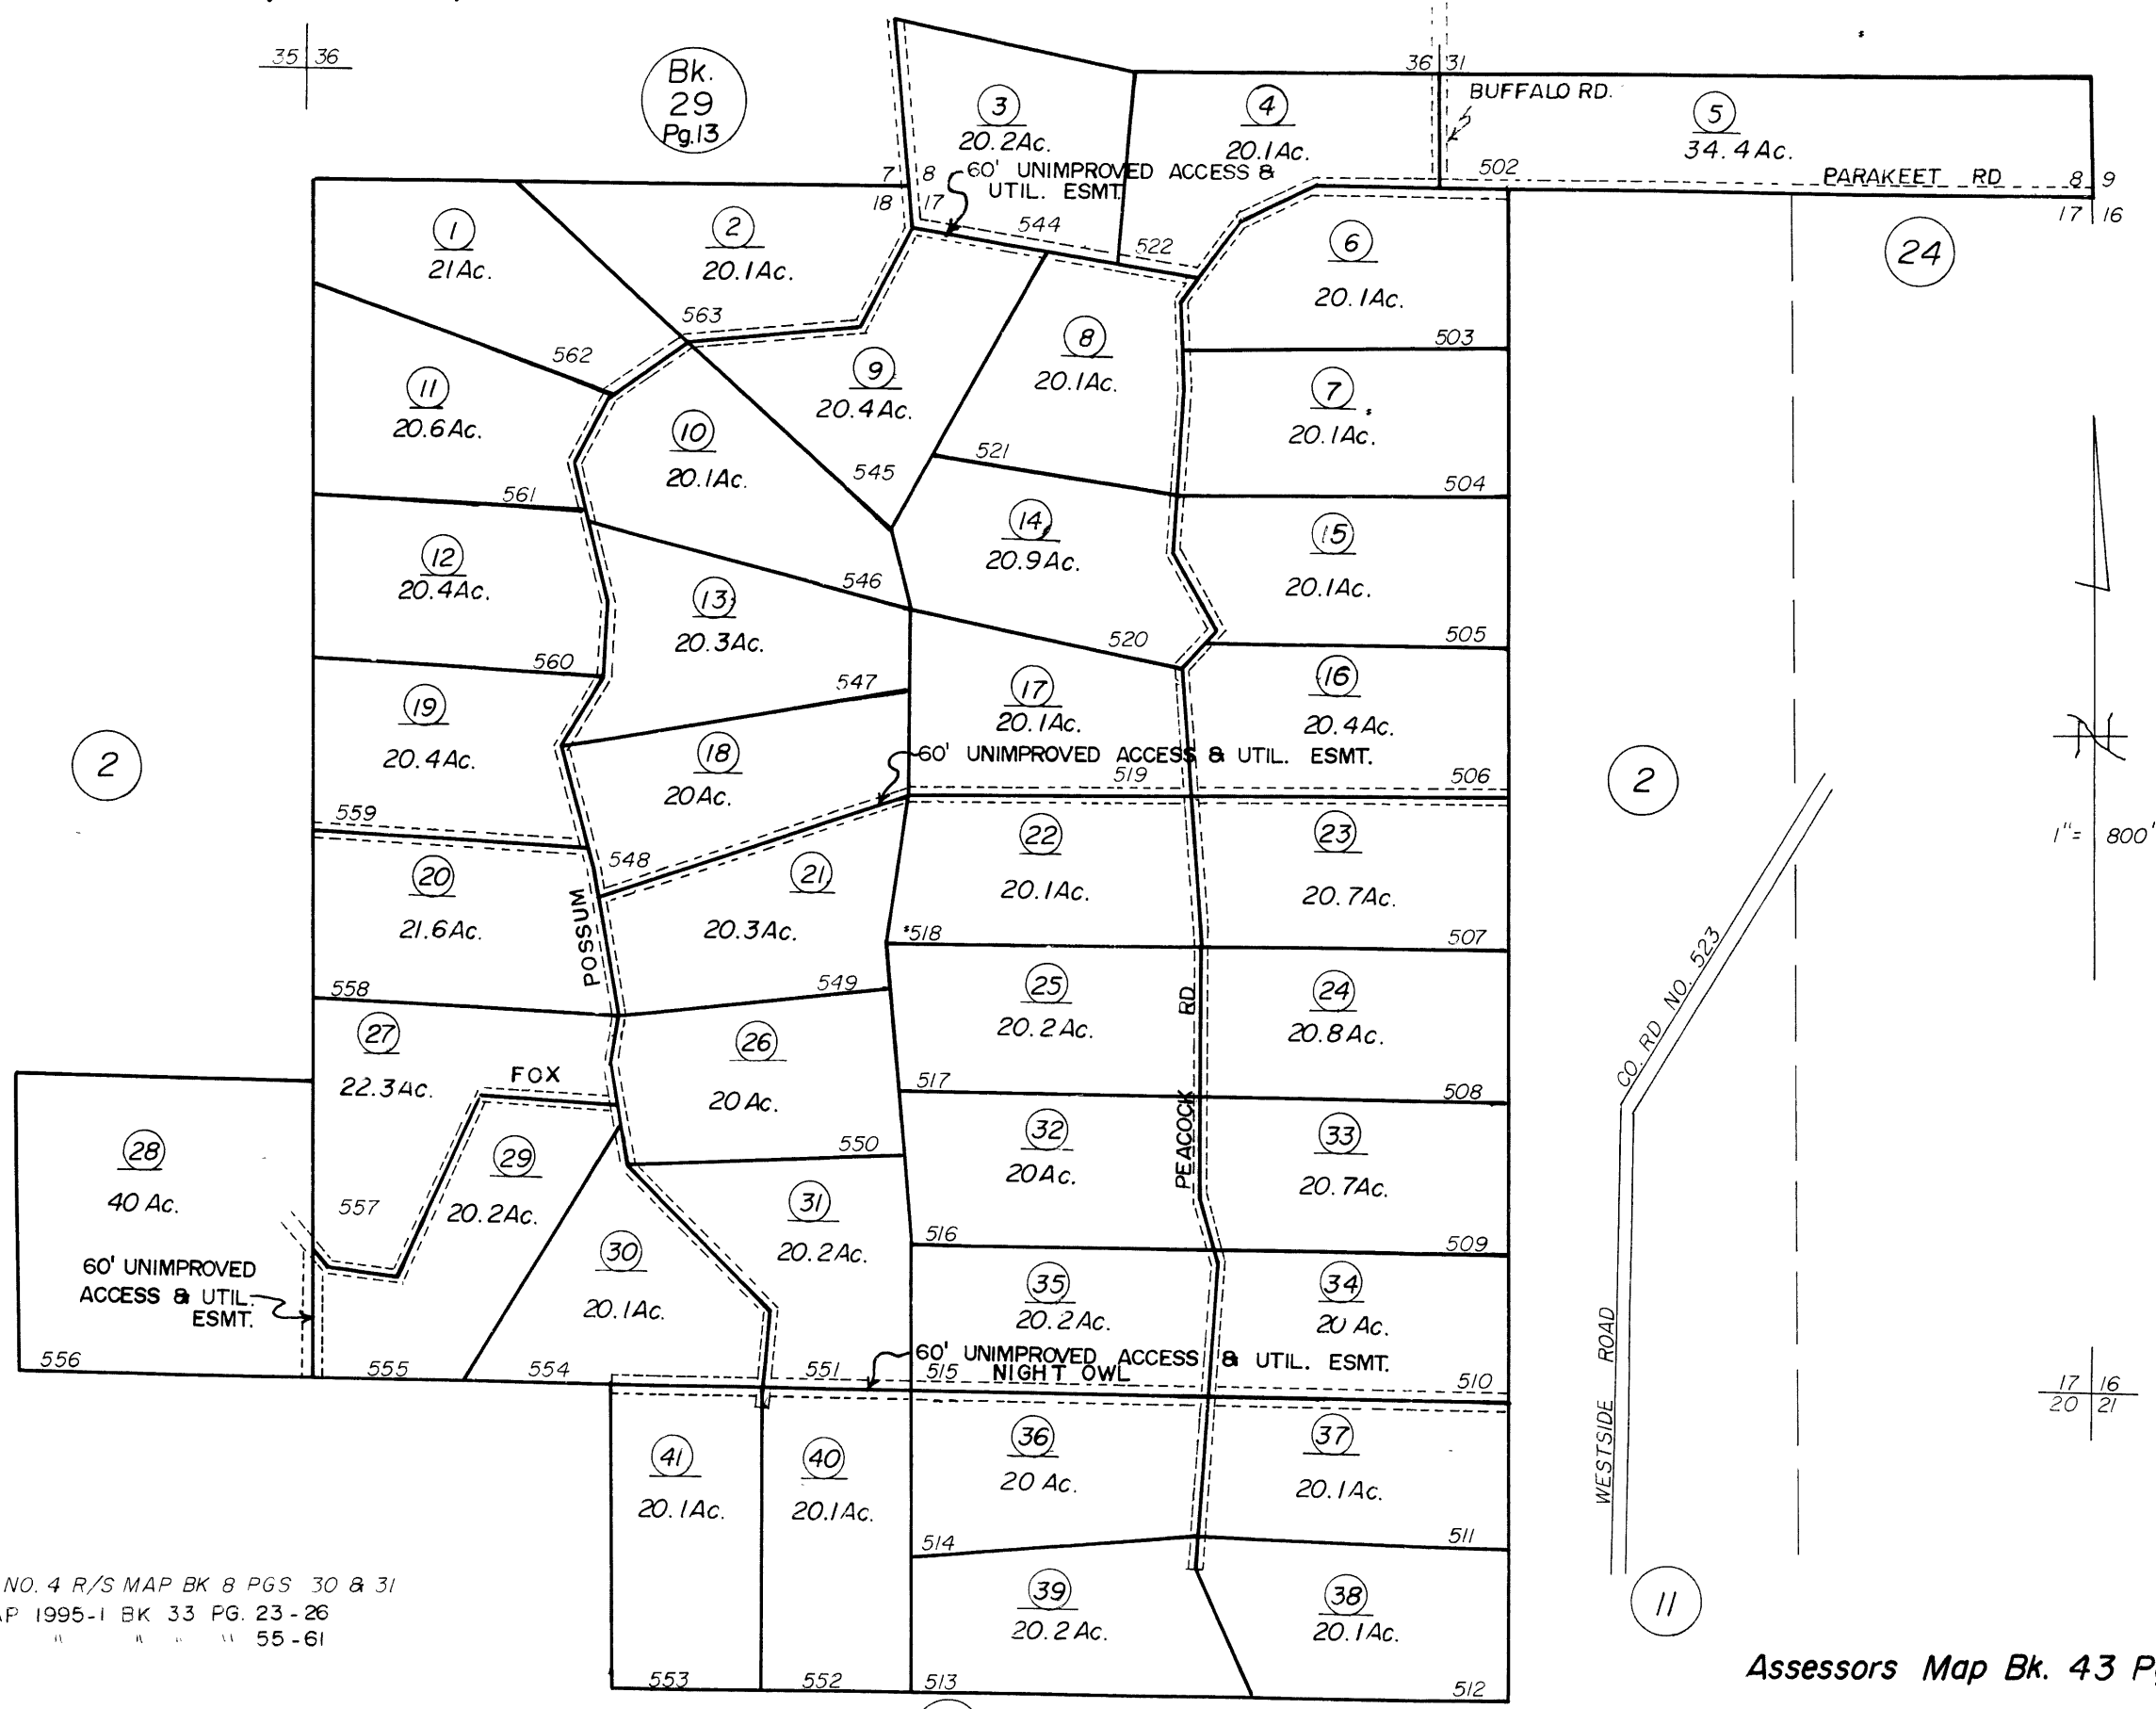 35 36
Bk.
29
Pg.13
36 31
BUFFALO RD.
3
20.2Ac.
4
20.1Ac.
5
34.4Ac.
502
PARAKEET RD
8 9
17 16
7 8
18 17
60' UNIMPROVED ACCESS &
UTIL. ESMT.
544
522
1
21Ac.
2
20.1Ac.
563
6
20.1Ac.
503
24
562
11
20.6Ac.
561
10
20.1Ac.
9
20.4Ac.
545
8
20.1Ac.
521
7
20.1Ac.
504
12
20.4Ac.
560
13
20.3Ac.
546
547
14
20.9Ac.
520
15
20.1Ac.
505
2
19
20.4Ac.
559
18
20Ac.
548
17
20.1Ac.
60' UNIMPROVED ACCESS & UTIL. ESMT.
519
16
20.4Ac.
506
2
1"= 800'
N
20
21.6Ac.
558
POSSUM
21
20.3Ac.
549
22
20.1Ac.
518
23
20.7Ac.
507
27
22.3Ac.
FOX
26
20Ac.
550
25
20.2Ac.
517
PEACOCK RD
24
20.8Ac.
508
CO. RD NO. 523
28
40 Ac.
557
29
20.2Ac.
30
20.1Ac.
31
20.2Ac.
32
20Ac.
516
33
20.7Ac.
509
60' UNIMPROVED
ACCESS & UTIL.
ESMT.
556
555
554
551
35
20.2Ac.
34
20 Ac.
60' UNIMPROVED ACCESS & UTIL. ESMT.
515
NIGHT OWL
510
WESTSIDE ROAD
17 16
20 21
41
20.1Ac.
40
20.1Ac.
36
20 Ac.
514
37
20.1Ac.
511
39
20.2Ac.
38
20.1Ac.
553
552
513
512
11
NO. 4 R/S MAP BK 8 PGS 30 & 31
AP 1995-1 BK 33 PG. 23-26
" " " " 55-61
Assessors Map Bk. 43 Pg